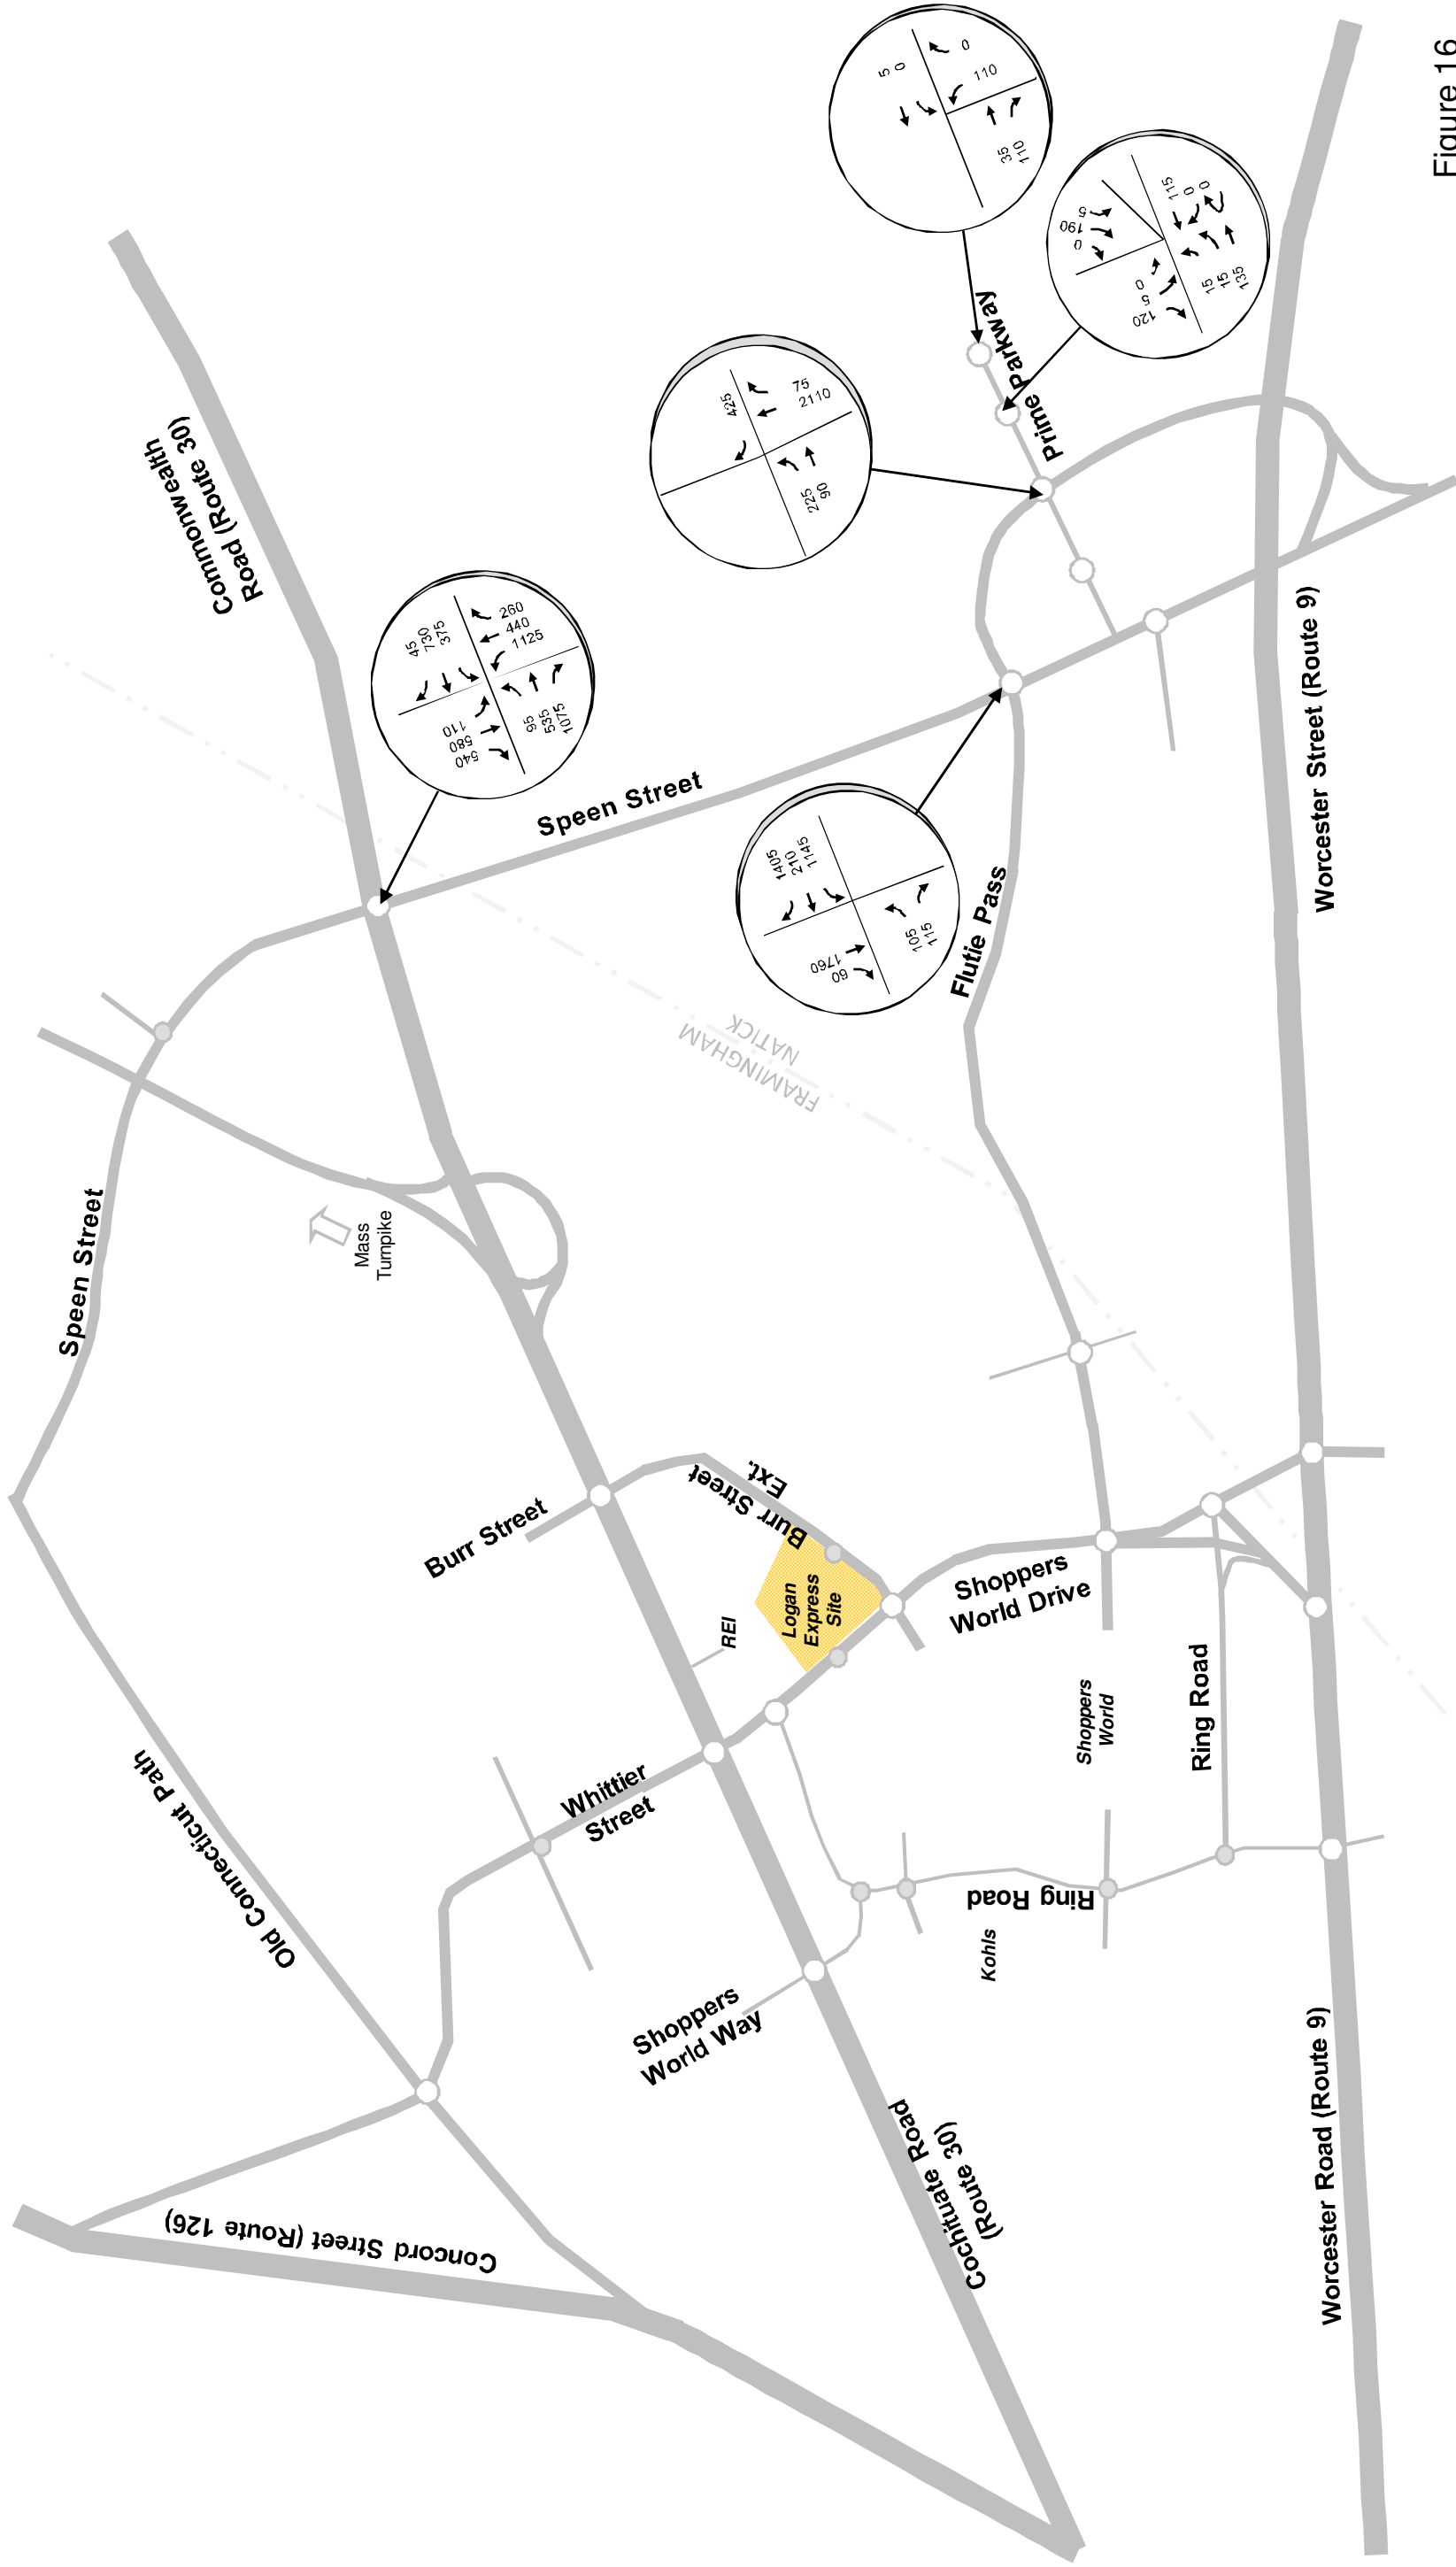 Figure 16
Commonwealth
Road (Route 30)
0
5
0
110
35
110
5
190
0
115
0
0
0
5
120
15
15
135
Prime Parkway
425
75
2110
225
90
45
730
375
260
440
1125
110
580
540
95
535
1075
Speen Street
1405
210
1145
1760
60
105
115
Flutie Pass
Worcester Street (Route 9)
FRAMINGHAM
NATICK
Speen Street
Mass
Turnpike
Burr Street
Burr Street
Ext.
Logan
Express
Site
REI
Shoppers
World Drive
Shoppers
World
Ring Road
Whittier
Street
Old Connecticut Path
Ring Road
Kohls
Shoppers
World Way
Concord Street (Route 126)
Cochituate Road
(Route 30)
Worcester Road (Route 9)